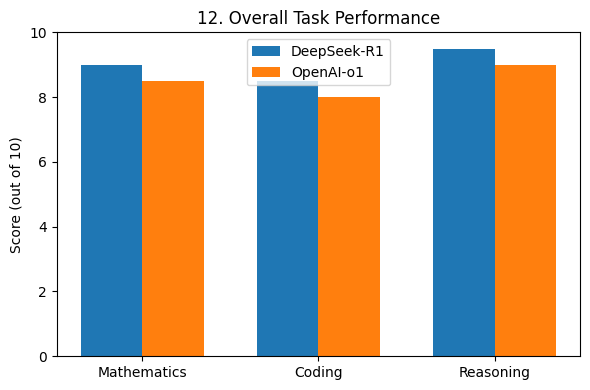 12. Overall Task Performance
DeepSeek-R1
OpenAI-o1
Score (out of 10)
10
8
6
4
2
0
Mathematics
Coding
Reasoning